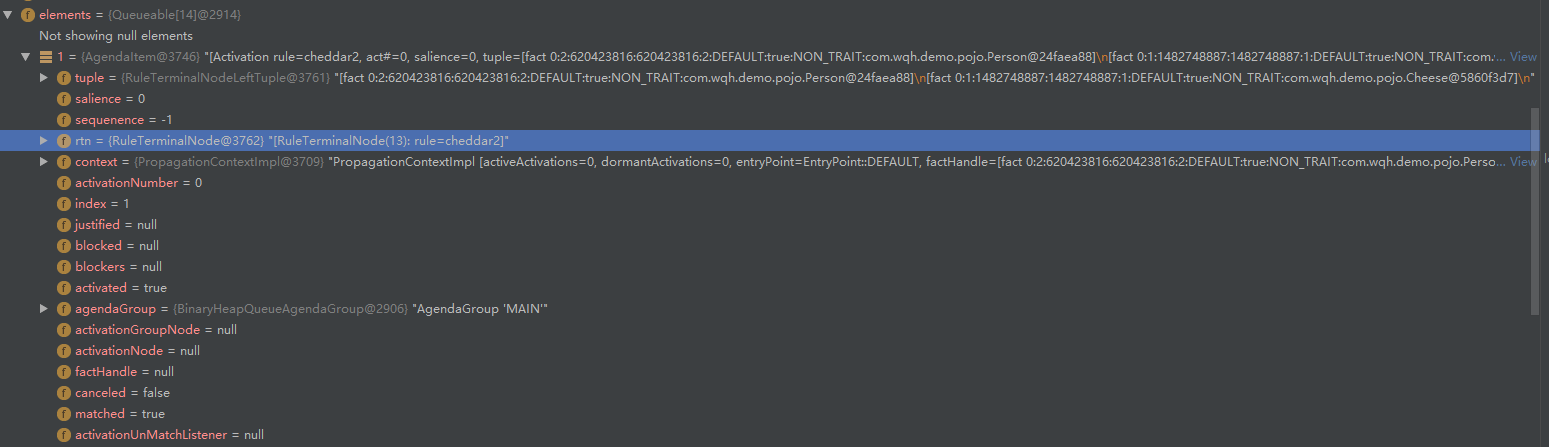 elements = {Queueable[14]@2914}
Not showing null elements
1 = {AgendaItem@3746} "[Activation rule=cheddar2, act#=0, salience=0, tuple=[fact 0:2:620423816:620423816:2:DEFAULT:true:NON_TRAIT:com.wqh.demo.pojo.Person@24faea88]\n[fact 0:1:1482748887:1482748887:1:DEFAULT:true:NON_TRAIT:com.... View
tuple = {RuleTerminalNodeLeftTuple@3761} "[fact 0:2:620423816:620423816:2:DEFAULT:true:NON_TRAIT:com.wqh.demo.pojo.Person@24faea88]\n[fact 0:1:1482748887:1482748887:1:DEFAULT:true:NON_TRAIT:com.wqh.demo.pojo.Cheese@5860f3d7]\n"
salience = 0
sequenence = -1
rtn = {RuleTerminalNode@3762} "[RuleTerminalNode(13): rule=cheddar2]"
context = {PropagationContextImpl@3709} "PropagationContextImpl [activeActivations=0, dormantActivations=0, entryPoint=EntryPoint::DEFAULT, factHandle=[fact 0:2:620423816:620423816:2:DEFAULT:true:NON_TRAIT:com.wqh.demo.pojo.Perso... View
activationNumber = 0
index = 1
justified = null
blocked = null
blockers = null
activated = true
agendaGroup = {BinaryHeapQueueAgendaGroup@2906} "AgendaGroup 'MAIN'"
activationGroupNode = null
activationNode = null
factHandle = null
canceled = false
matched = true
activationUnMatchListener = null